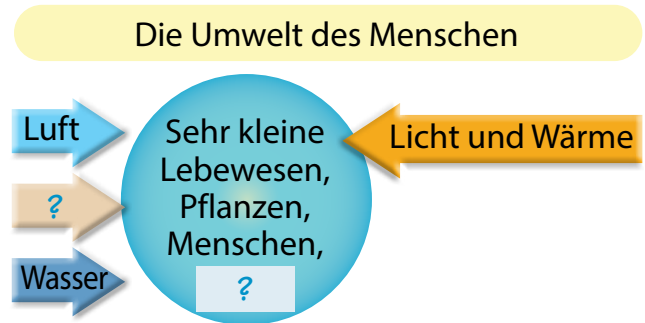 Die Umwelt des Menschen
Luft
?
Wasser
Sehr kleine
Lebewesen,
Pflanzen,
Menschen,
?
Licht und Wärme